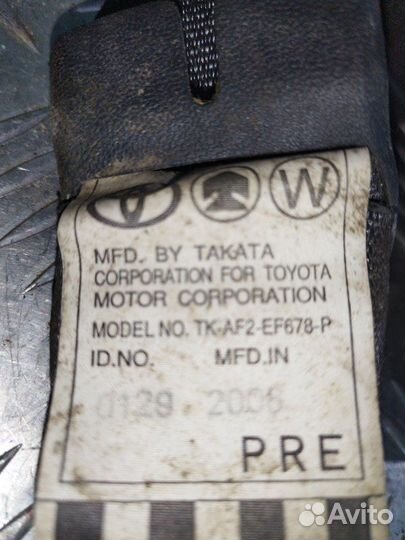 W
MFD. BY TAKATA
CORPORATION FOR TOYOTA
MOTOR CORPORATION
MODEL NO. TK-AF2-EF678-P
ID.NO. MFD.IN
0129 2006
PRE
Avito